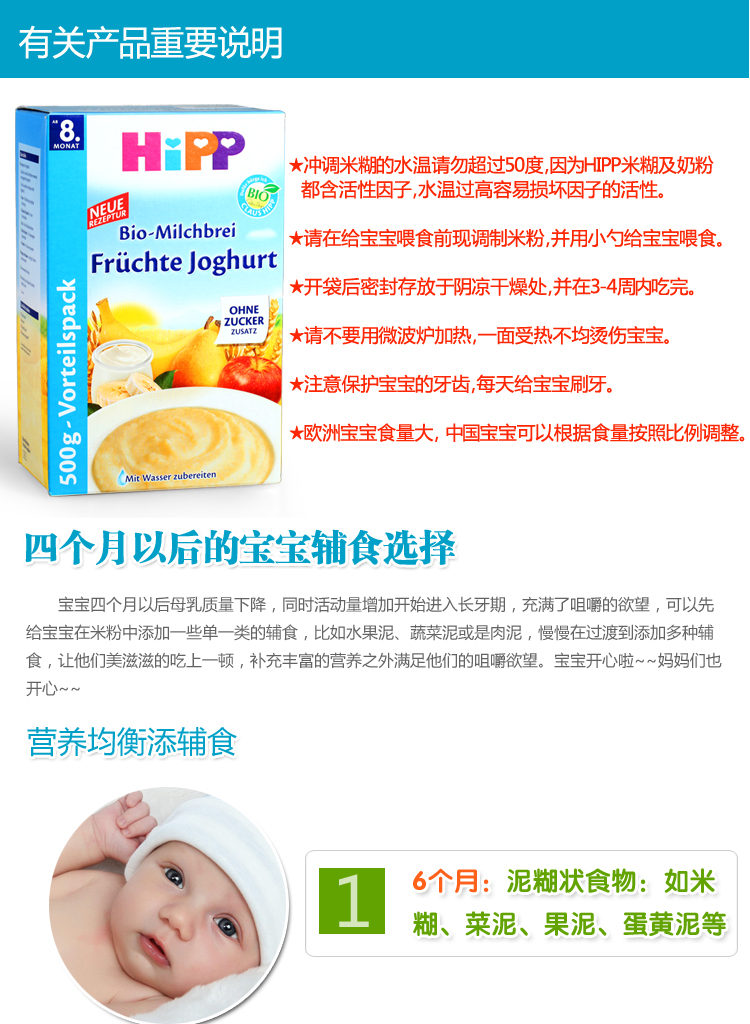 有关产品重要说明
AB
8.
MONAT
HiPP
NEUE
REZEPTUR
BIO
CLAUS HIPP
Bio-Milchbrei
Früchte Joghurt
OHNE
ZUCKER
ZUSATZ
500g - Vorteilspack
Mit Wasser zubereiten
★冲调米糊的水温请勿超过50度,因为HIPP米糊及奶粉
都含活性因子,水温过高容易损坏因子的活性。
★请在给宝宝喂食前现调制米粉,并用小勺给宝宝喂食。
★开袋后密封存放于阴凉干燥处,并在3-4周内吃完。
★请不要用微波炉加热,一面受热不均烫伤宝宝。
★注意保护宝宝的牙齿,每天给宝宝刷牙。
★欧洲宝宝食量大, 中国宝宝可以根据食量按照比例调整。
四个月以后的宝宝辅食选择
宝宝四个月以后母乳质量下降，同时活动量增加开始进入长牙期，充满了咀嚼的欲望，可以先
给宝宝在米粉中添加一些单一类的辅食，比如水果泥、蔬菜泥或是肉泥，慢慢在过渡到添加多种辅
食，让他们美滋滋的吃上一顿，补充丰富的营养之外满足他们的咀嚼欲望。宝宝开心啦~~妈妈们也
开心~~
营养均衡添辅食
1
6个月：泥糊状食物：如米
糊、菜泥、果泥、蛋黄泥等